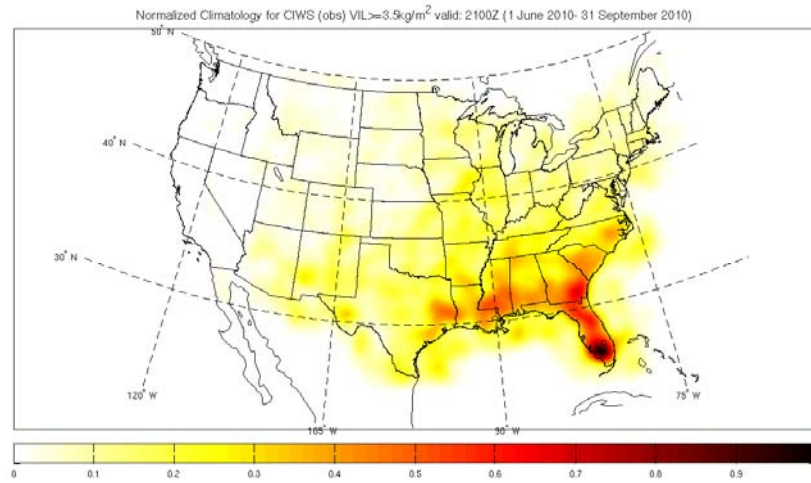 Normalized Climatology for CIWS (obs) VIL>=3.5kg/m² valid: 2100Z (1 June 2010- 31 September 2010)
50° N
40° N
30° N
120° W
105° W
90° W
75° W
0 0.1 0.2 0.3 0.4 0.5 0.6 0.7 0.8 0.9